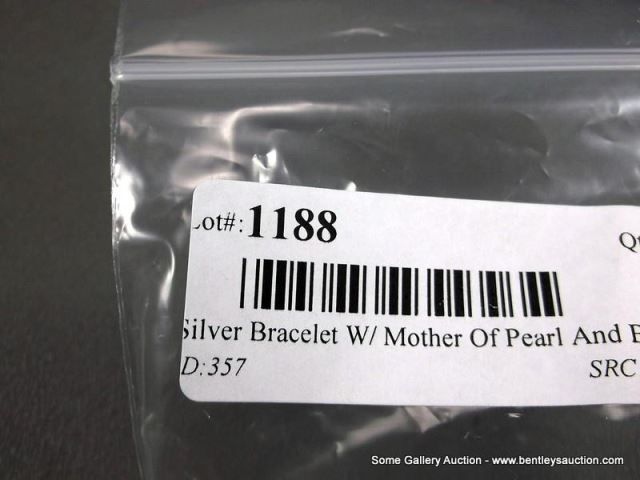 Lot#: 1188
Qt
Silver Bracelet W/ Mother Of Pearl And B
D:357
SRC
Some Gallery Auction - www.bentleysauction.com